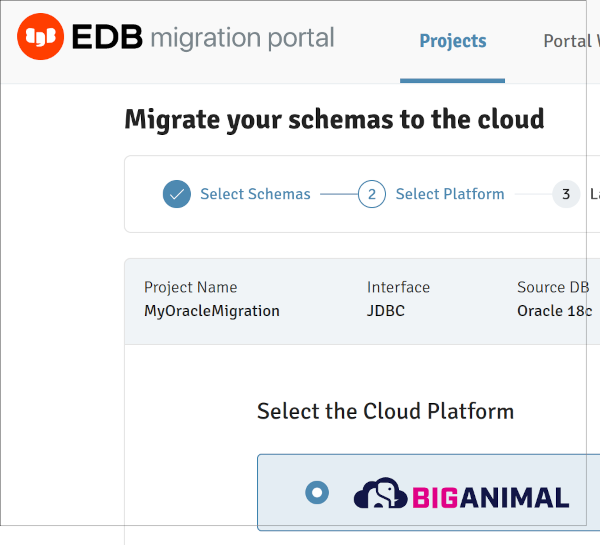 EDB migration portal
Projects
Portal
Migrate your schemas to the cloud
Select Schemas
2
Select Platform
3
Project Name
Interface
Source DB
MyOracleMigration
JDBC
Oracle 18c
Select the Cloud Platform
BIGANIMAL